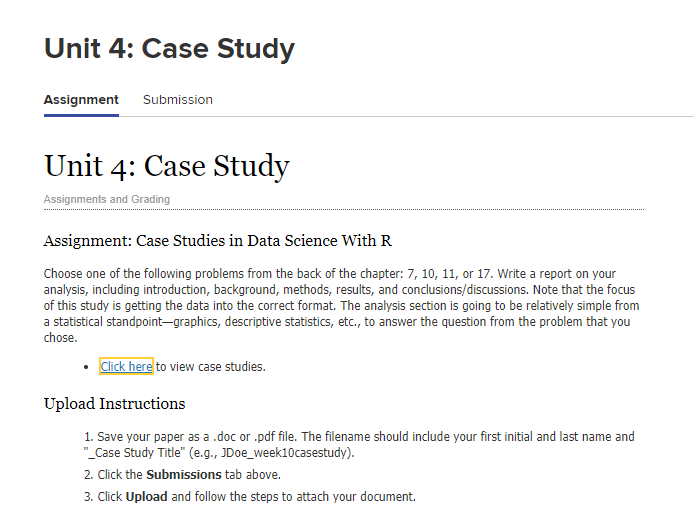 Unit 4: Case Study
Assignment Submission
Unit 4: Case Study
Assignments and Grading
Assignment: Case Studies in Data Science With R
Choose one of the following problems from the back of the chapter: 7, 10, 11, or 17. Write a report on your
analysis, including introduction, background, methods, results, and conclusions/discussions. Note that the focus
of this study is getting the data into the correct format. The analysis section is going to be relatively simple from
a statistical standpoint—graphics, descriptive statistics, etc., to answer the question from the problem that you
chose.
• Click here to view case studies.
Upload Instructions
1. Save your paper as a .doc or .pdf file. The filename should include your first initial and last name and
"_Case Study Title" (e.g., JDoe_week10casestudy).
2. Click the Submissions tab above.
3. Click Upload and follow the steps to attach your document.